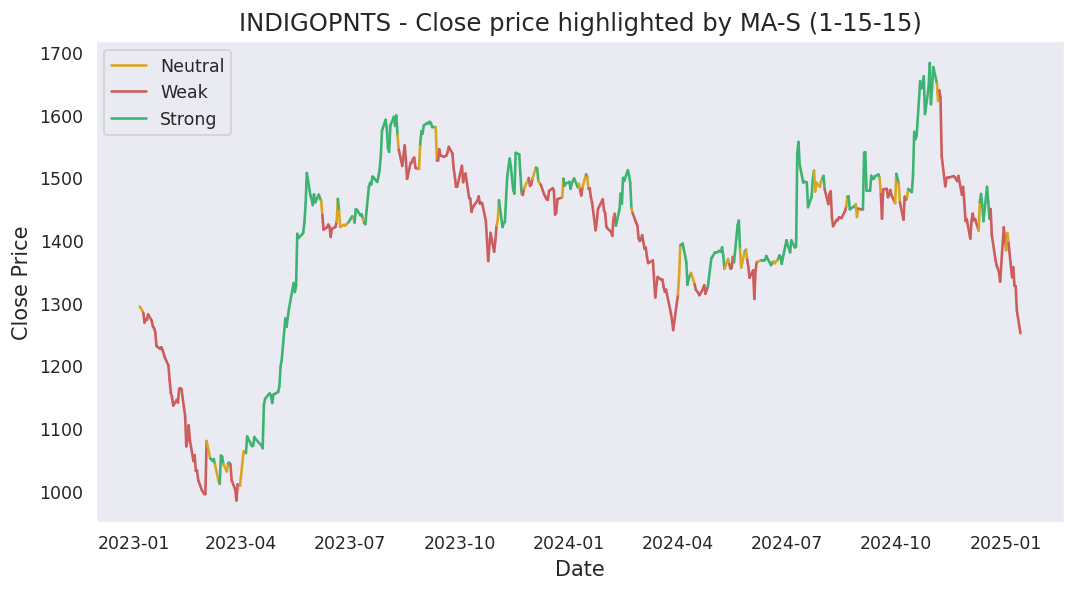 INDIGOPNTS - Close price highlighted by MA-S (1-15-15)
Neutral
Weak
Strong
Close Price
1700
1600
1500
1400
1300
1200
1100
1000
2023-01 2023-04 2023-07 2023-10 2024-01 2024-04 2024-07 2024-10 2025-01
Date